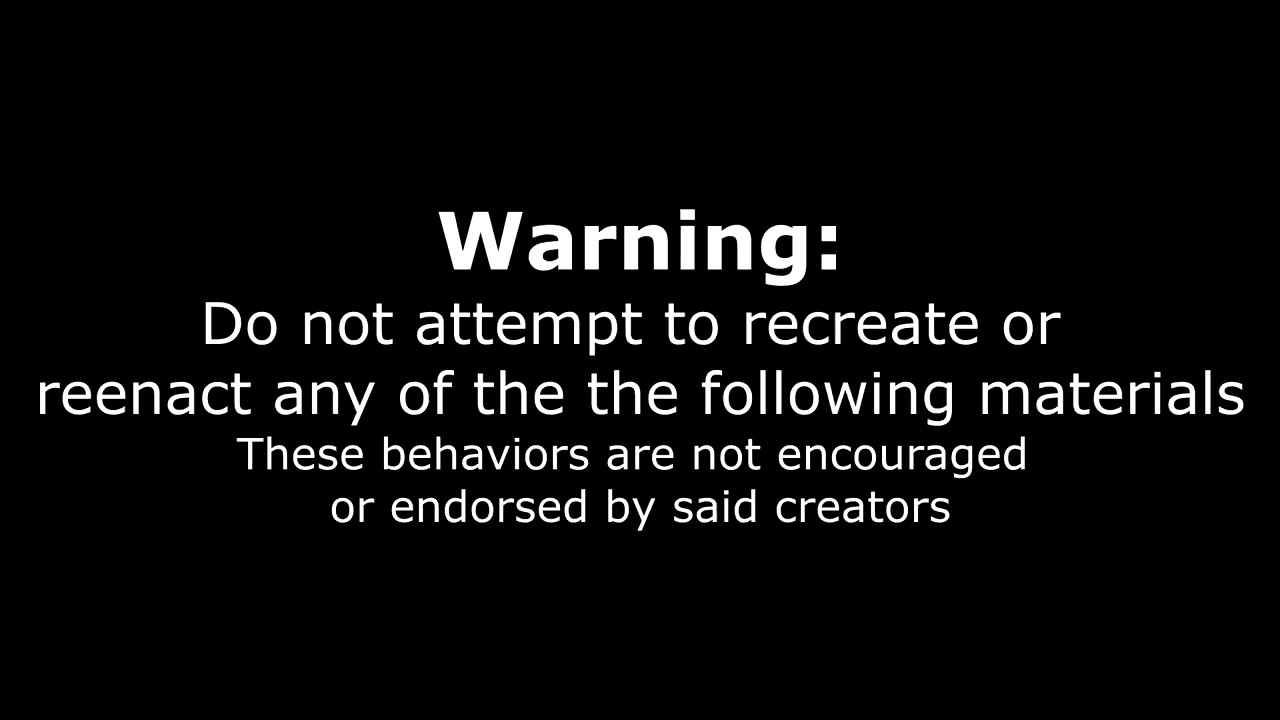 Warning:
Do not attempt to recreate or
reenact any of the the following materials
These behaviors are not encouraged
or endorsed by said creators